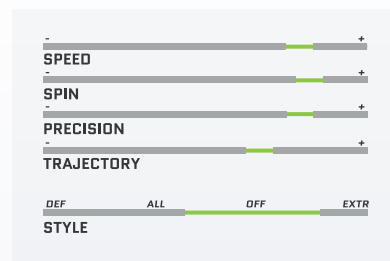 - +
SPEED
- +
SPIN
- +
PRECISION
- +
TRAJECTORY
DEF ALL OFF EXTR
STYLE